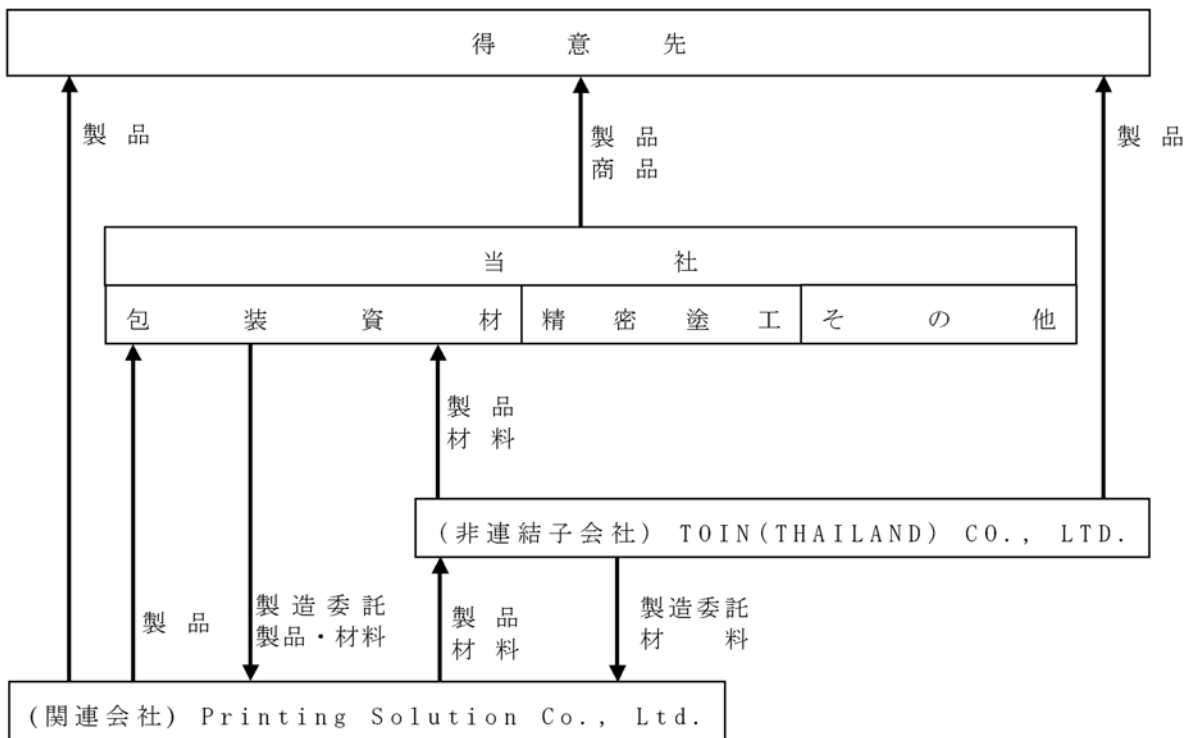 得意先
製品
製品
商品
製品
当社
包装資材
精密塗工
その他
製品
材料
(非連結子会社) TOIN(THAILAND) CO., LTD.
製品
製造委託
製品・材料
製品
材料
製造委託
材料
(関連会社) Printing Solution Co., Ltd.